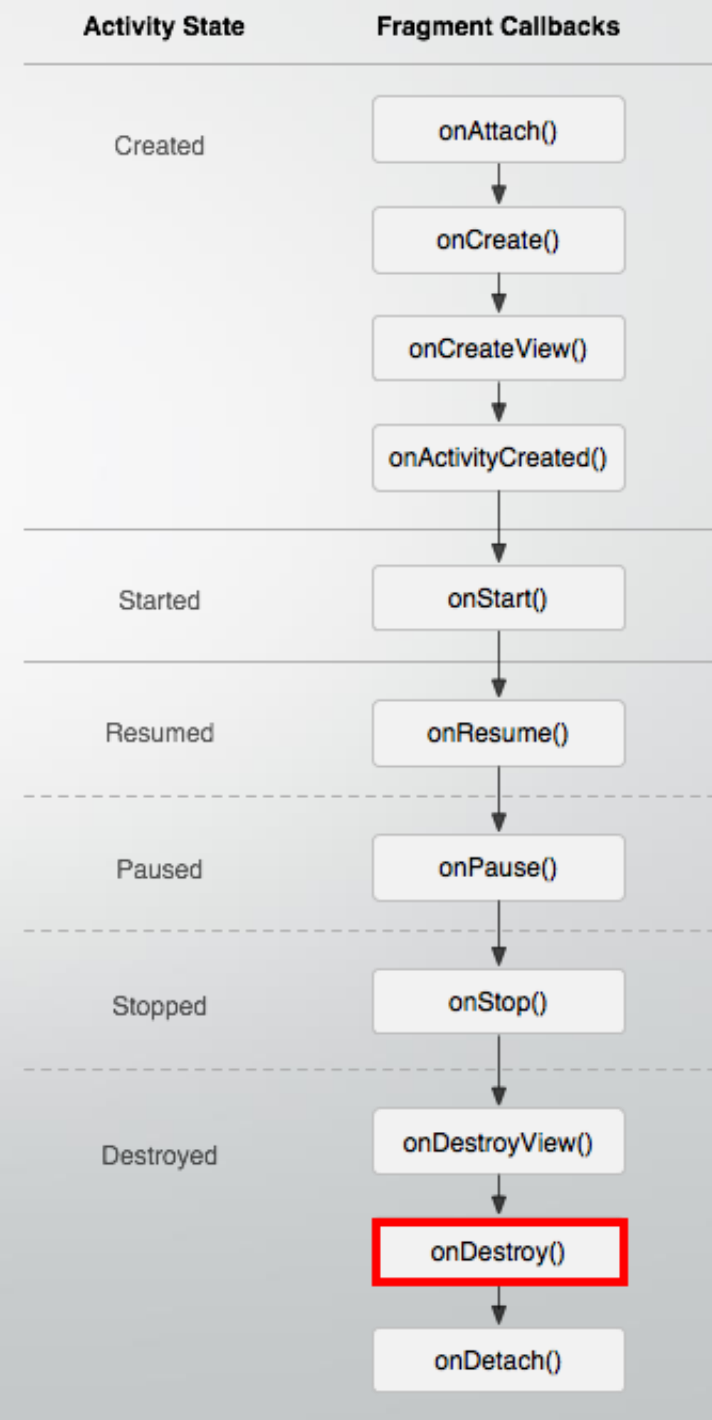 Activity State Fragment Callbacks
Created
onAttach()
onCreate()
onCreateView()
onActivityCreated()
Started
onStart()
Resumed
onResume()
Paused
onPause()
Stopped
onStop()
Destroyed
onDestroyView()
onDestroy()
onDetach()